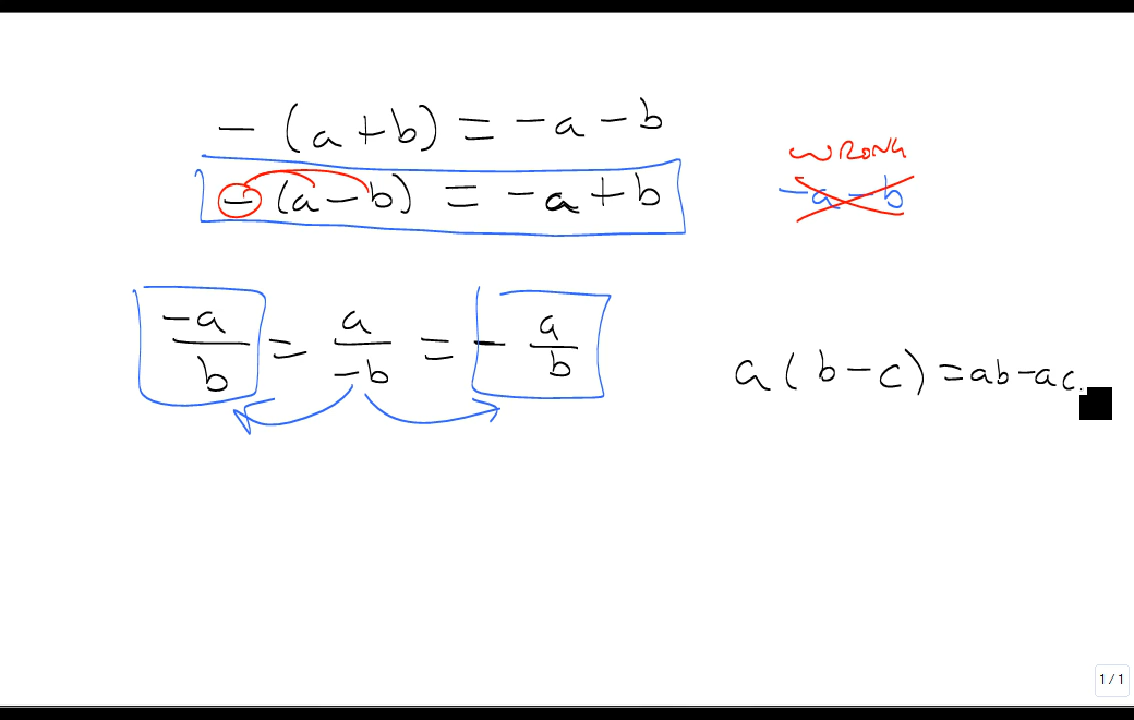 -(a+b) = -a-b
WRONG
-(a-b) = -a+b
-a-b
-a/b = a/-b = -a/b
a(b-c) = ab-ac.
1/1